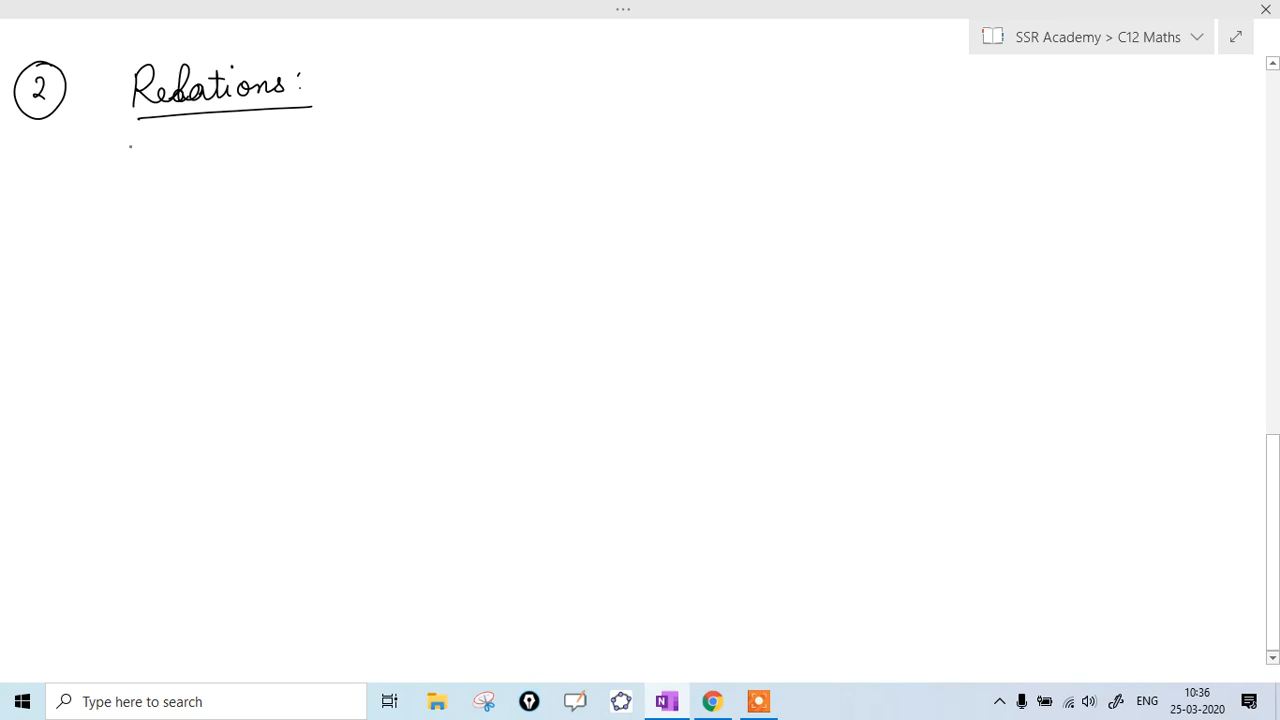 SSR Academy > C12 Maths
2 Relations:
Type here to search
N
ENG
10:36
25-03-2020